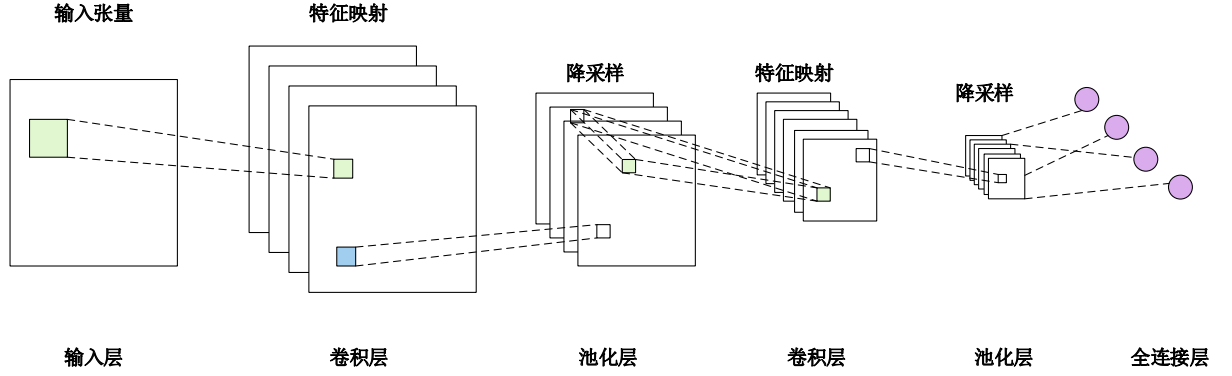 输入张量
特征映射
降采样
特征映射
降采样
输入层
卷积层
池化层
卷积层
池化层
全连接层